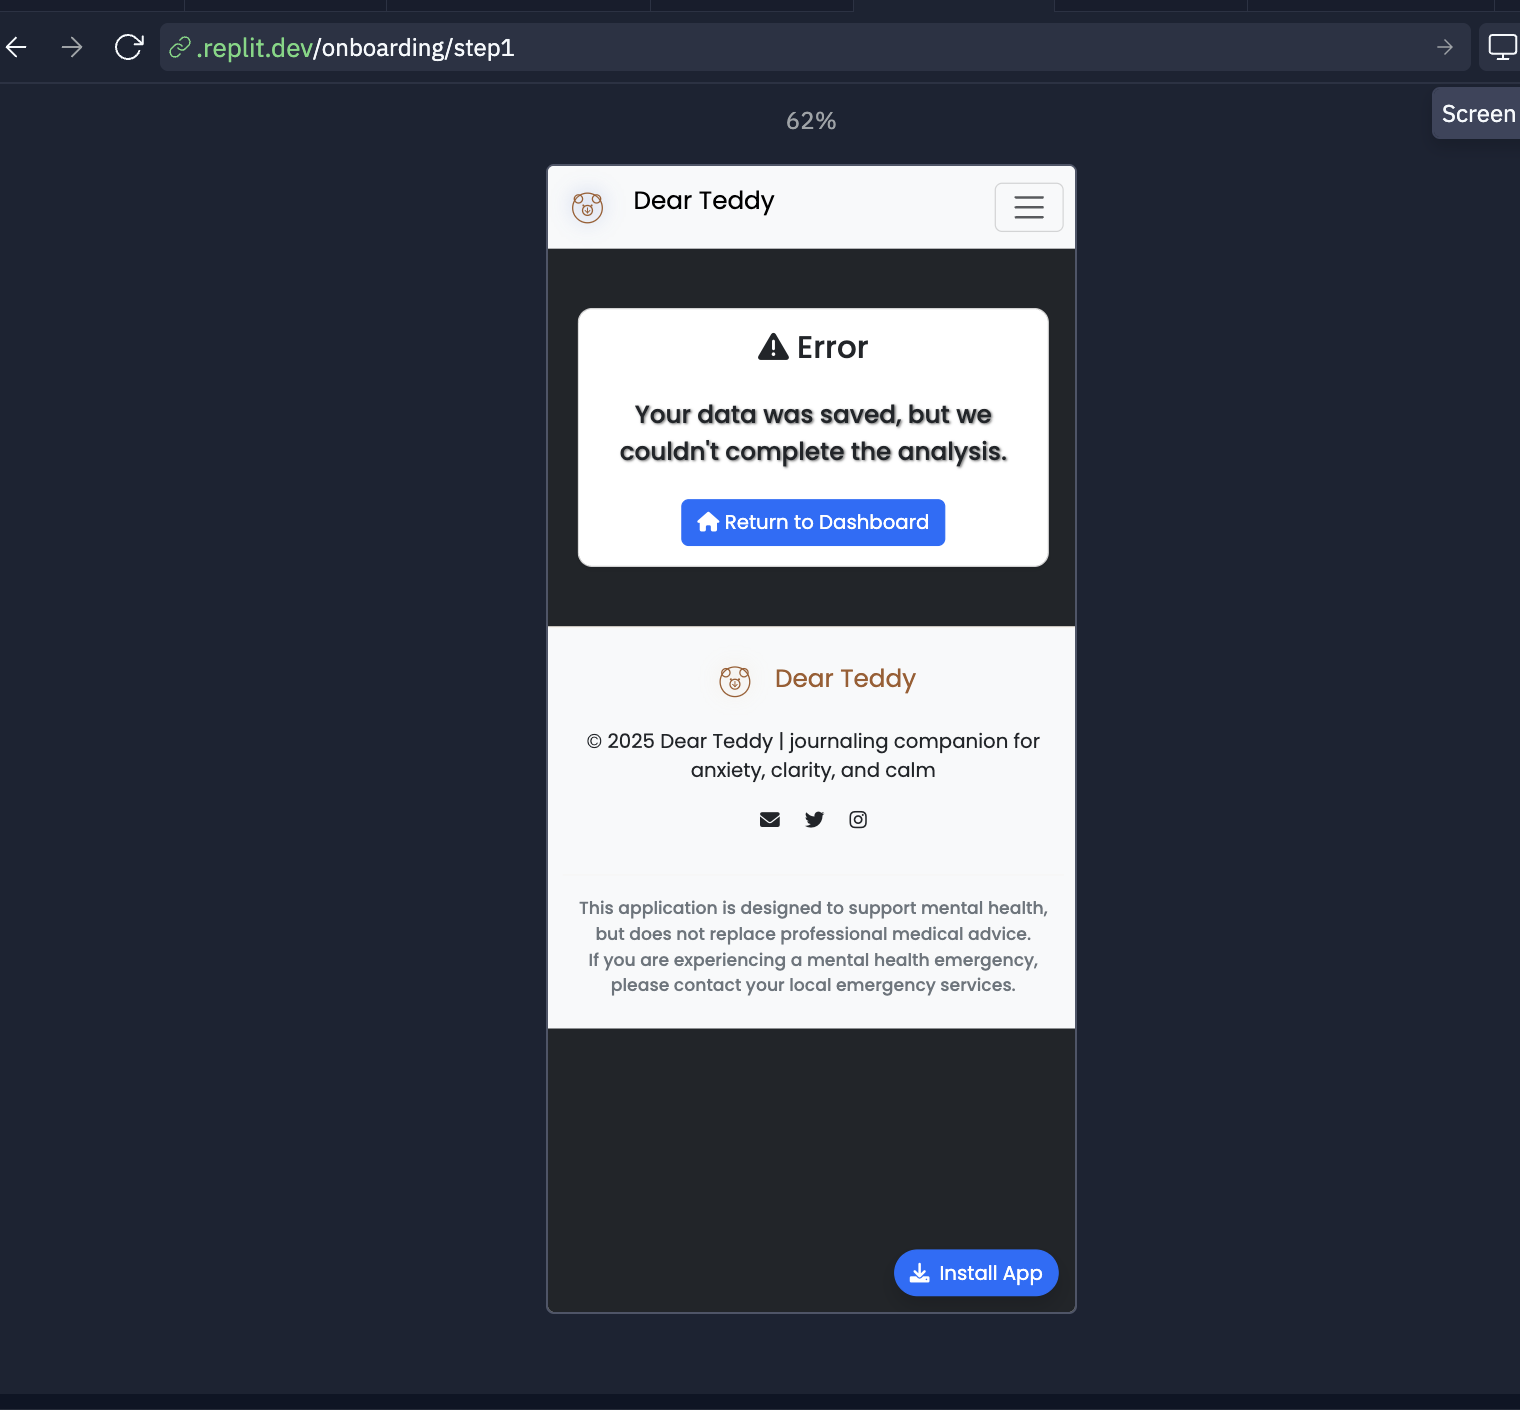 .replit.dev/onboarding/step1
Screen
62%
Dear Teddy
Error
Your data was saved, but we
couldn't complete the analysis.
Return to Dashboard
Dear Teddy
© 2025 Dear Teddy | journaling companion for
anxiety, clarity, and calm
This application is designed to support mental health,
but does not replace professional medical advice.
If you are experiencing a mental health emergency,
please contact your local emergency services.
Install App